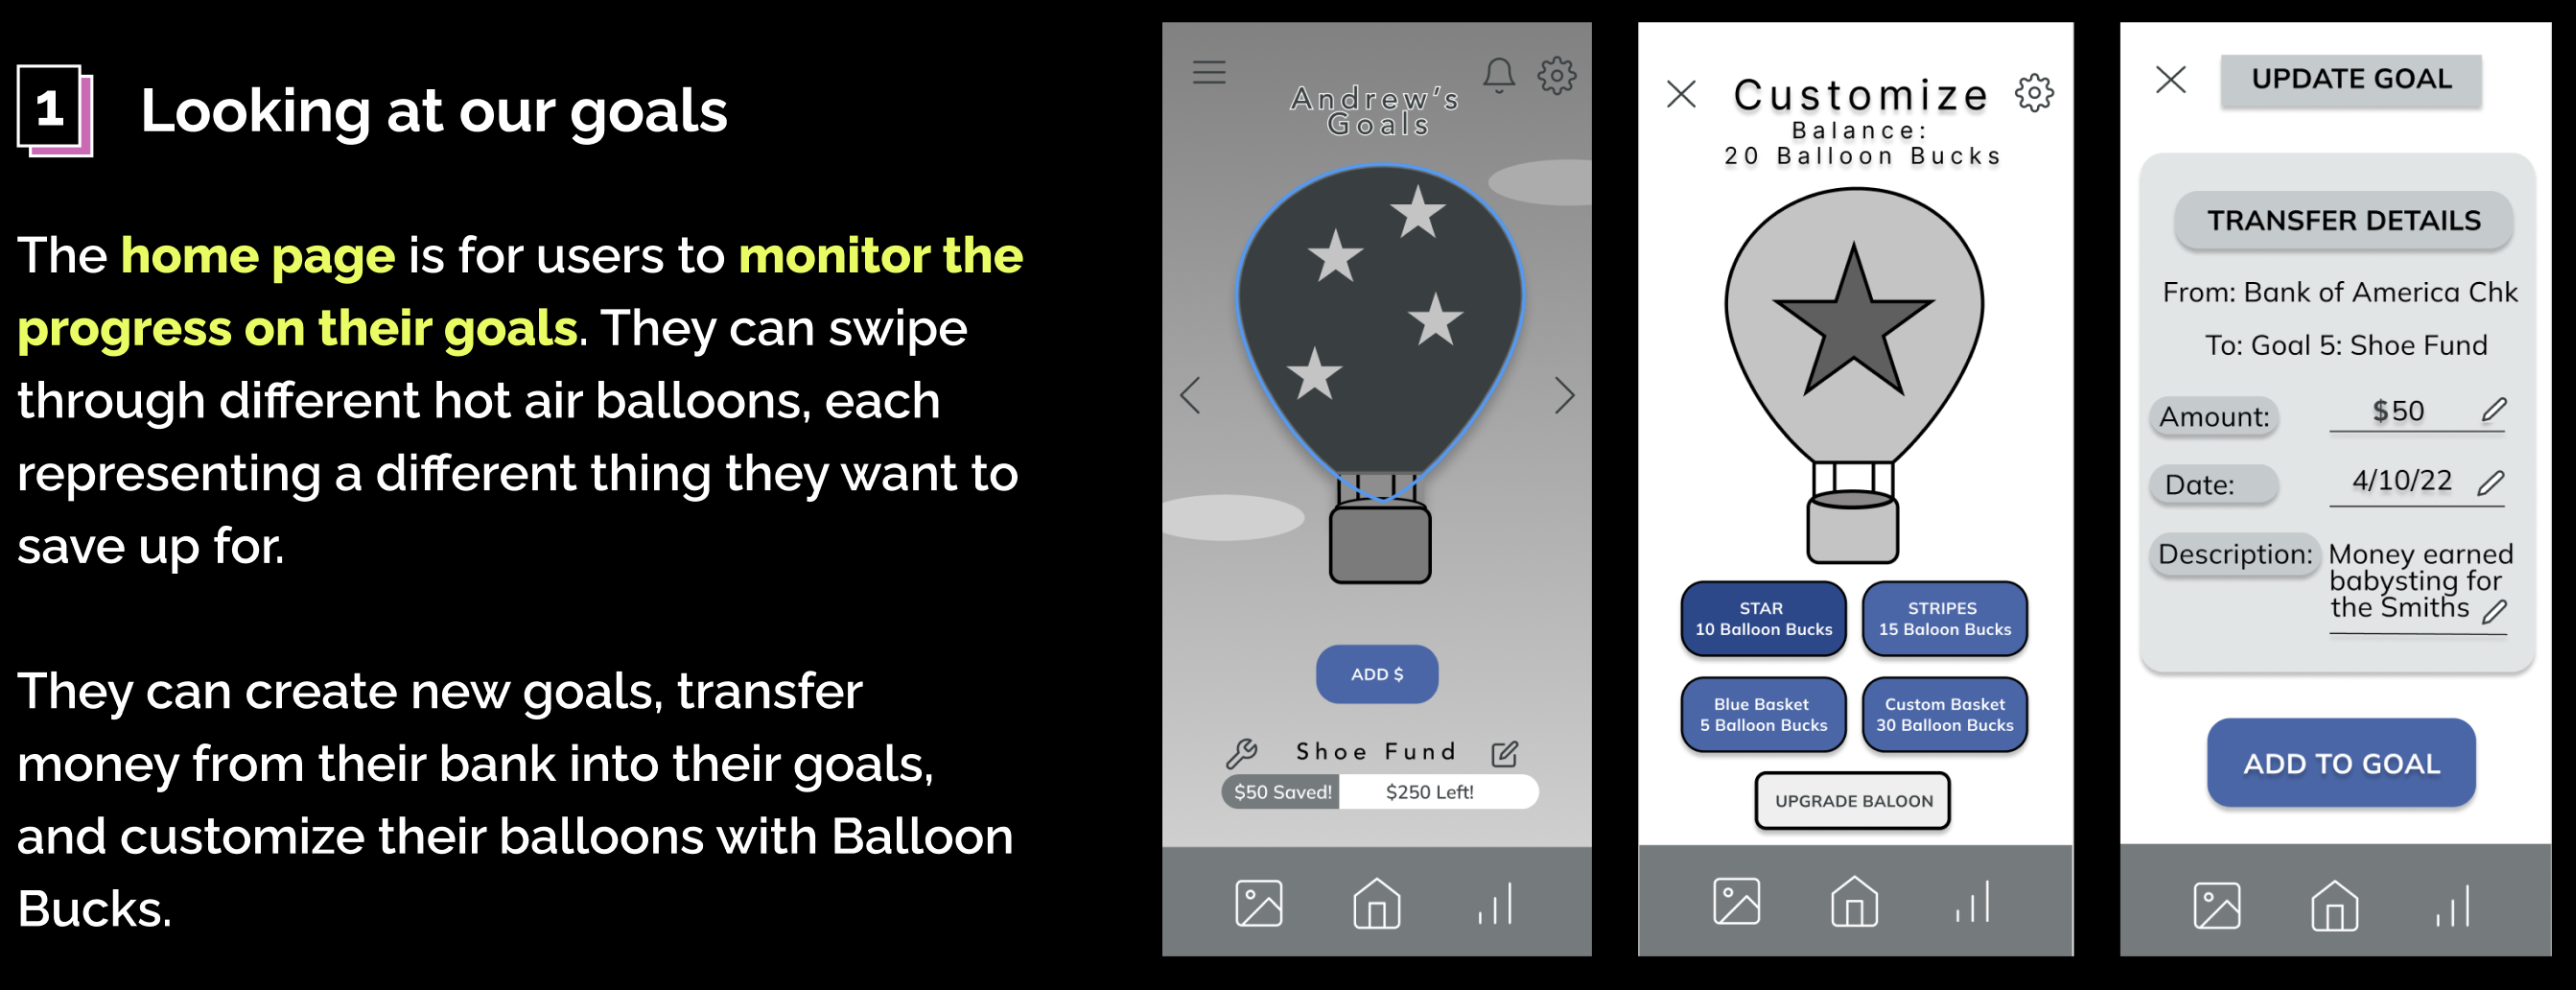 1
Looking at our goals
The home page is for users to monitor the
progress on their goals. They can swipe
through different hot air balloons, each
representing a different thing they want to
save up for.
They can create new goals, transfer
money from their bank into their goals,
and customize their balloons with Balloon
Bucks.
Andrew's
Goals
ADD $
Shoe Fund
$50 Saved!
$250 Left!
Customize
Balance:
20 Balloon Bucks
STAR
10 Balloon Bucks
STRIPES
15 Baloon Bucks
Blue Basket
5 Balloon Bucks
Custom Basket
30 Balloon Bucks
UPGRADE BALOON
UPDATE GOAL
TRANSFER DETAILS
From: Bank of America Chk
To: Goal 5: Shoe Fund
Amount:
$50
Date:
4/10/22
Description:
Money earned
babysting for
the Smiths
ADD TO GOAL